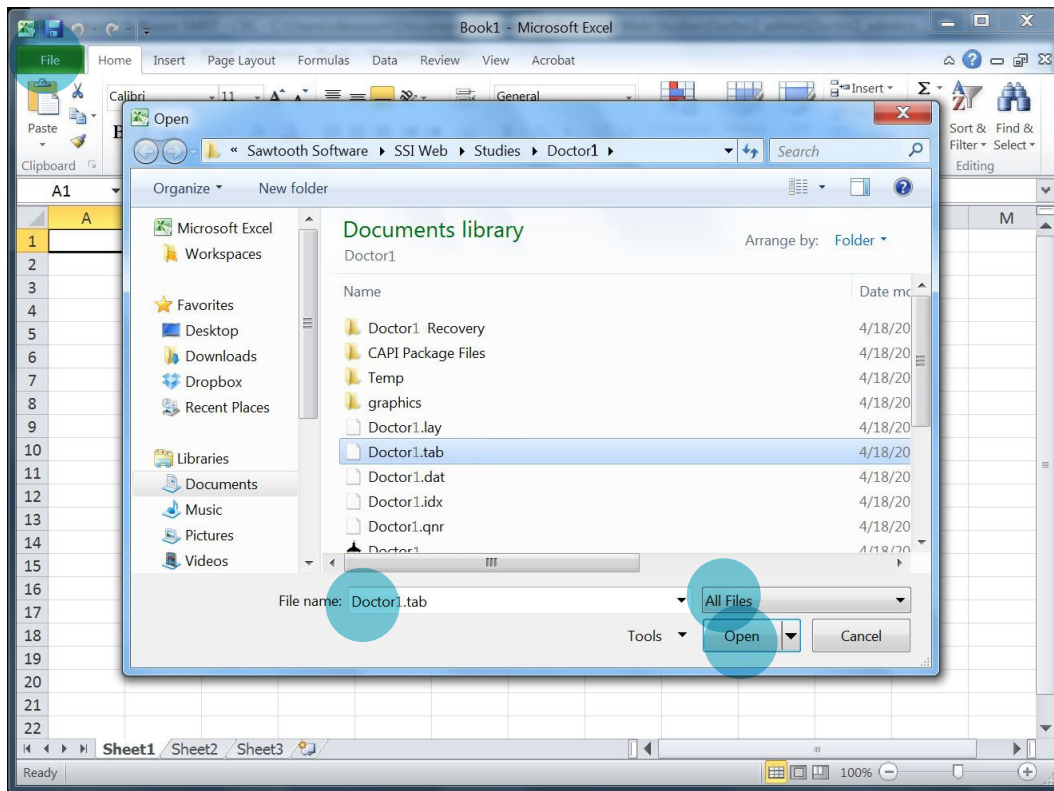 Book1 - Microsoft Excel
File Home Insert Page Layout Formulas Data Review View Acrobat
Calibri 11 A A General Insert Σ
Paste B Sort & Find &
Filter Select
Clipboard Editing
A1
A M
1
2
3
4
5
6
7
8
9
10
11
12
13
14
15
16
17
18
19
20
21
22
Open
« Sawtooth Software Studies SSI Web Doctor1 Search
Organize New folder
Microsoft Excel
Workspaces
Favorites
Desktop
Downloads
Dropbox
Recent Places
Libraries
Documents
Music
Pictures
Videos
Documents library
Doctor1
Arrange by: Folder
Name Date mo
Doctor1 Recovery 4/18/20
CAPI Package Files 4/18/20
Temp 4/18/20
graphics 4/18/20
Doctor1.lay 4/18/20
Doctor1.tab 4/18/20
Doctor1.dat 4/18/20
Doctor1.idx 4/18/20
Doctor1.qnr 4/18/20
Doctor1 4/18/20
File name: Doctor1.tab All Files
Tools Open Cancel
Sheet1 Sheet2 Sheet3
Ready 100%